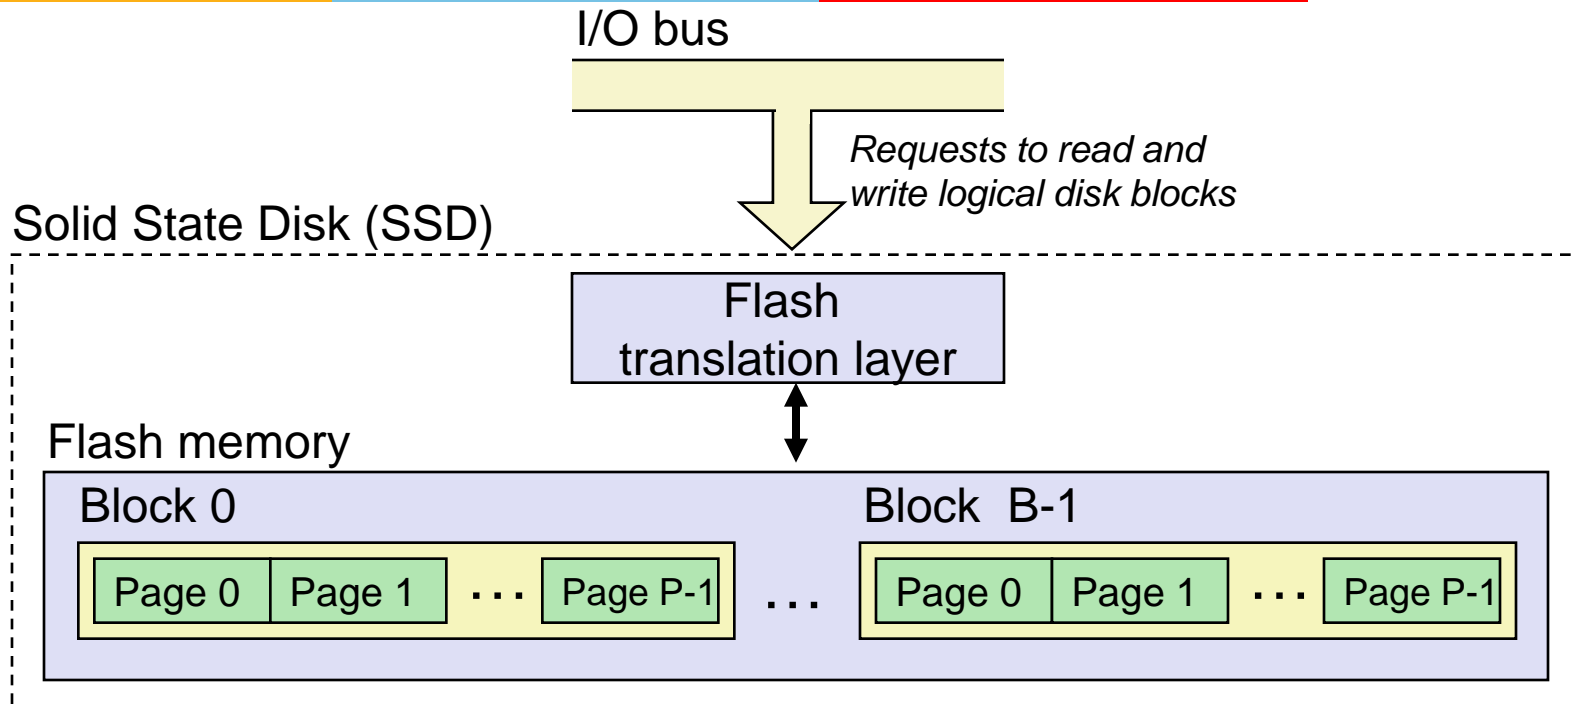 I/O bus
Requests to read and
write logical disk blocks
Solid State Disk (SSD)
Flash
translation layer
Flash memory
Block 0
Block B-1
Page 0
Page 1
...
Page P-1
...
Page 0
Page 1
...
Page P-1